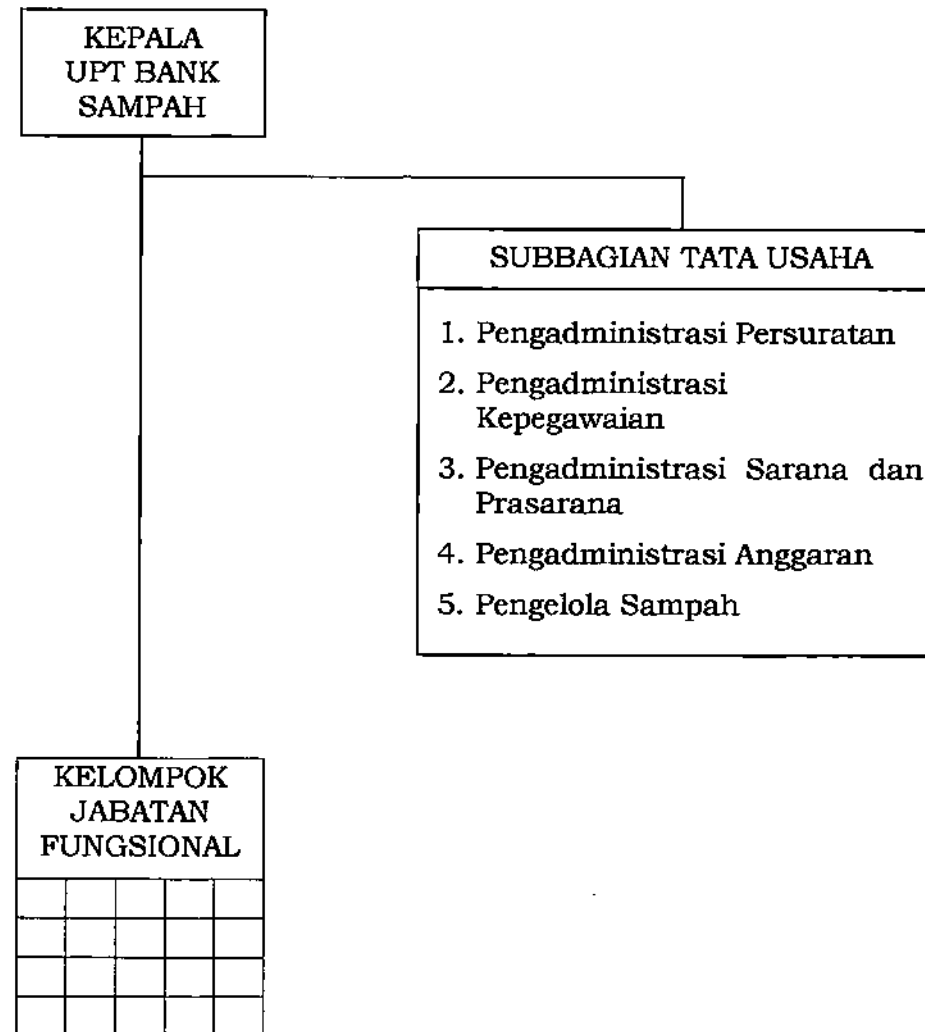 KEPALA
UPT BANK
SAMPAH
SUBBAGIAN TATA USAHA
1. Pengadministrasi Persuratan
2. Pengadministrasi
Kepegawaian
3. Pengadministrasi Sarana dan
Prasarana
4. Pengadministrasi Anggaran
5. Pengelola Sampah
KELOMPOK
JABATAN
FUNGSIONAL